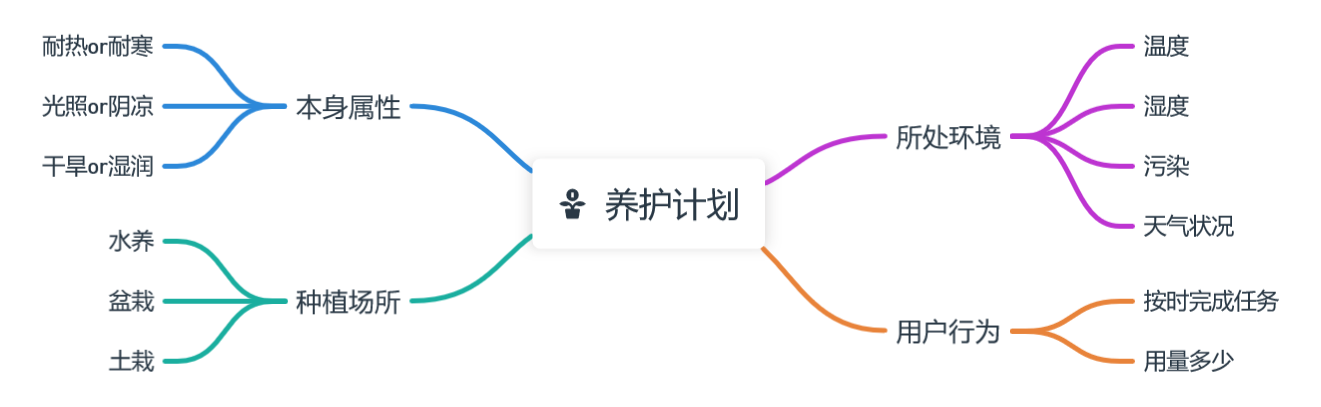 养护计划
本身属性
耐热or耐寒
光照or阴凉
干旱or湿润
种植场所
水养
盆栽
土栽
所处环境
温度
湿度
污染
天气状况
用户行为
按时完成任务
用量多少